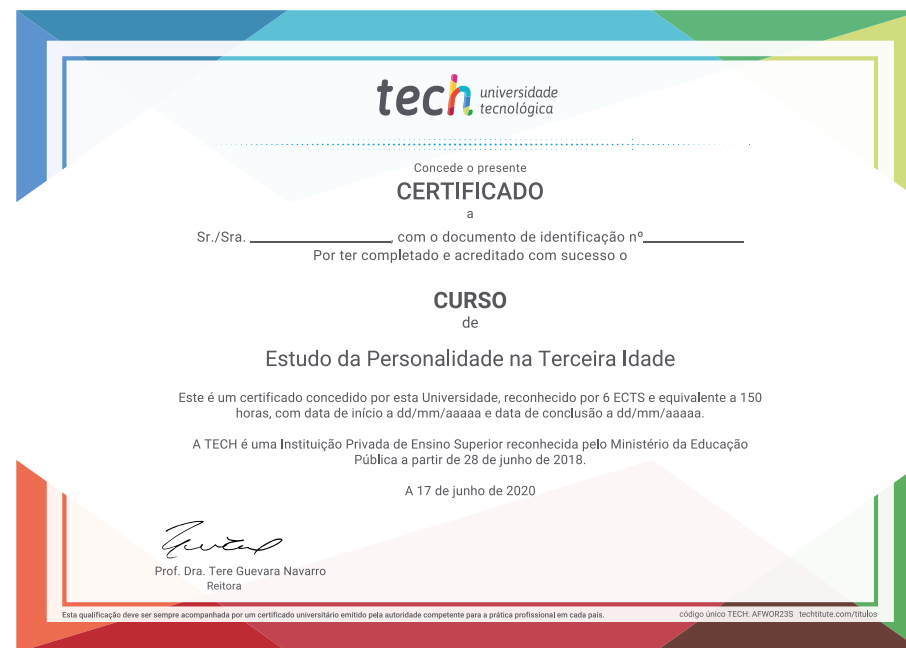 tech universidade
tecnológica
Concede o presente
CERTIFICADO
a
Sr./Sra. ____________________, com o documento de identificação nº______________
Por ter completado e acreditado com sucesso o
CURSO
de
Estudo da Personalidade na Terceira Idade
Este é um certificado concedido por esta Universidade, reconhecido por 6 ECTS e equivalente a 150
horas, com data de início a dd/mm/aaaaa e data de conclusão a dd/mm/aaaaa.
A TECH é uma Instituição Privada de Ensino Superior reconhecida pelo Ministério da Educação
Pública a partir de 28 de junho de 2018.
A 17 de junho de 2020
Prof. Dra. Tere Guevara Navarro
Reitora
Esta qualificação deve ser sempre acompanhada por um certificado universitário emitido pela autoridade competente para a prática profissional em cada país.
código único TECH: AFWOR23S techtitute.com/titulos